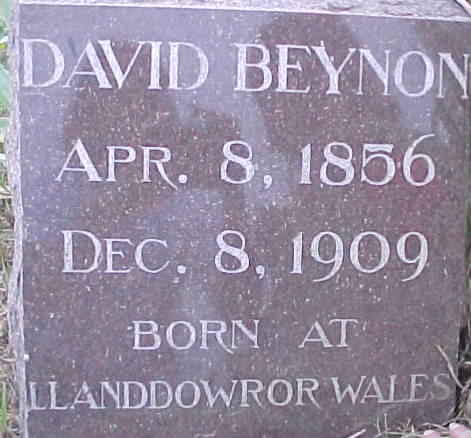 DAVID BEYNON
APR. 8, 1856
DEC. 8, 1909
BORN AT
LLANDDOWROR WALES